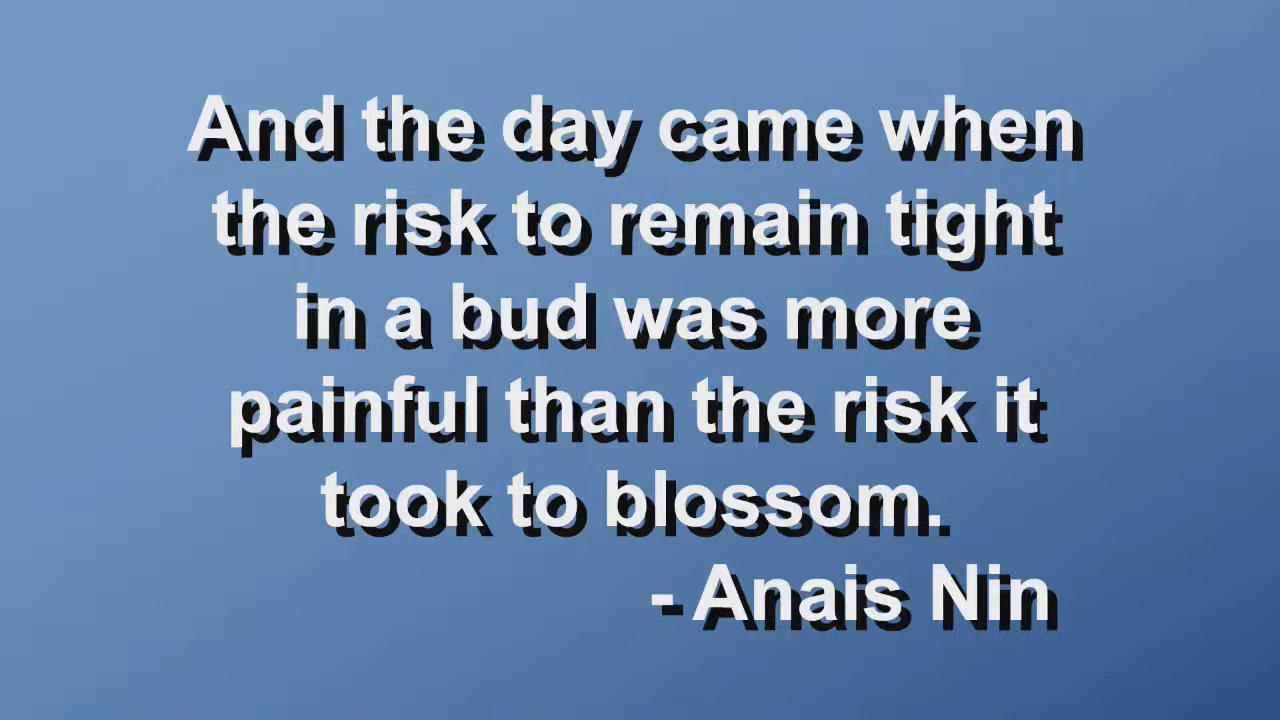 And the day came when
the risk to remain tight
in a bud was more
painful than the risk it
took to blossom.
- Anais Nin